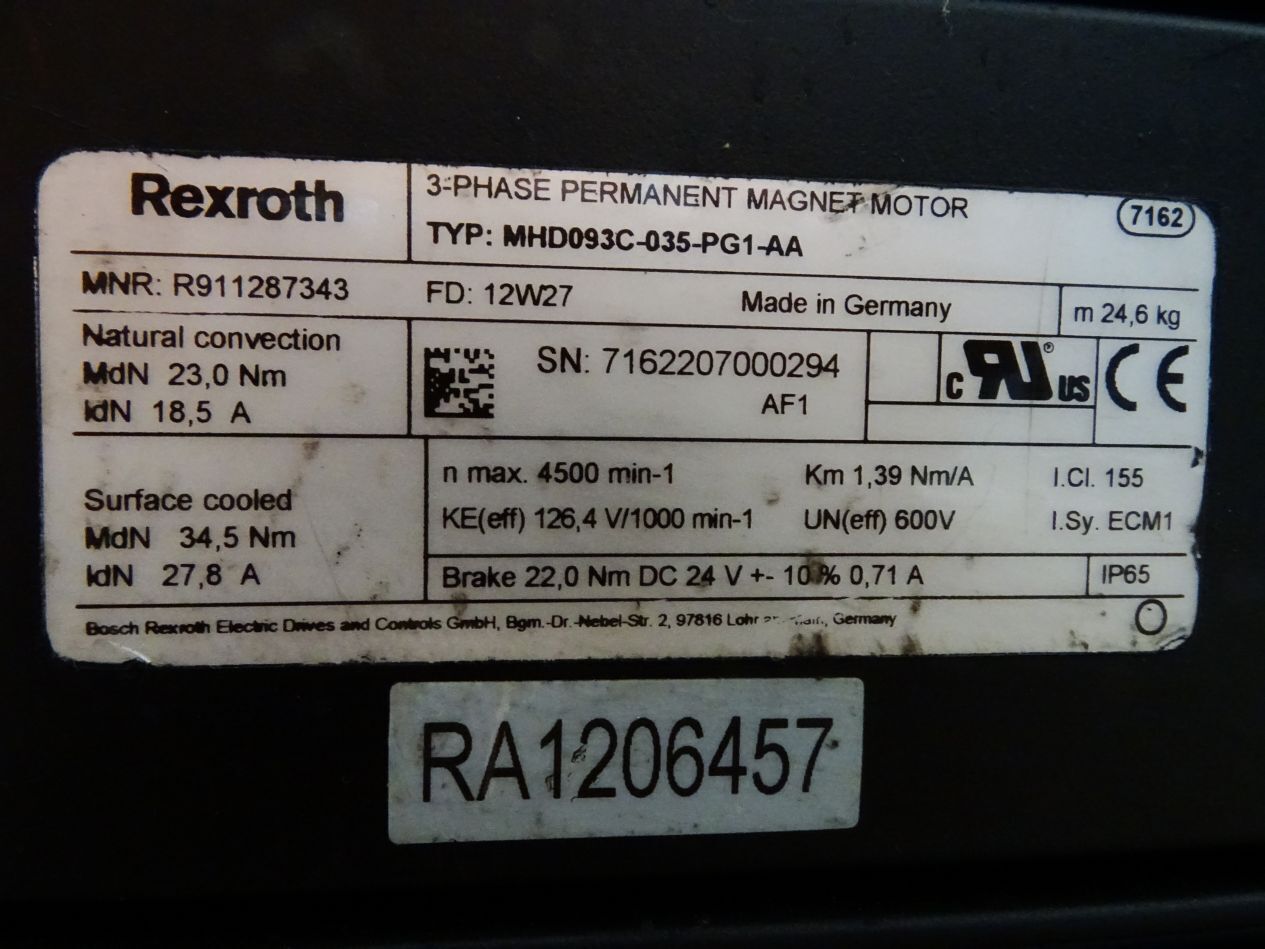 Rexroth
3-PHASE PERMANENT MAGNET MOTOR
7162
TYP: MHD093C-035-PG1-AA
MNR: R911287343
FD: 12W27
Made in Germany
m 24,6 kg
Natural convection
MdN 23,0 Nm
IdN 18,5 A
SN: 7162207000294
AF1
c RU ® US
CE
Surface cooled
MdN 34,5 Nm
IdN 27,8 A
n max. 4500 min-1
Km 1,39 Nm/A
I.Cl. 155
KE(eff) 126,4 V/1000 min-1
UN(eff) 600V
I.Sy. ECM1
Brake 22,0 Nm DC 24 V +- 10 % 0,71 A
IP65
Bosch Rexroth Electric Drives and Controls GmbH, Bgm.-Dr.-Nebel-Str. 2, 97816 Lohr Germany
RA1206457